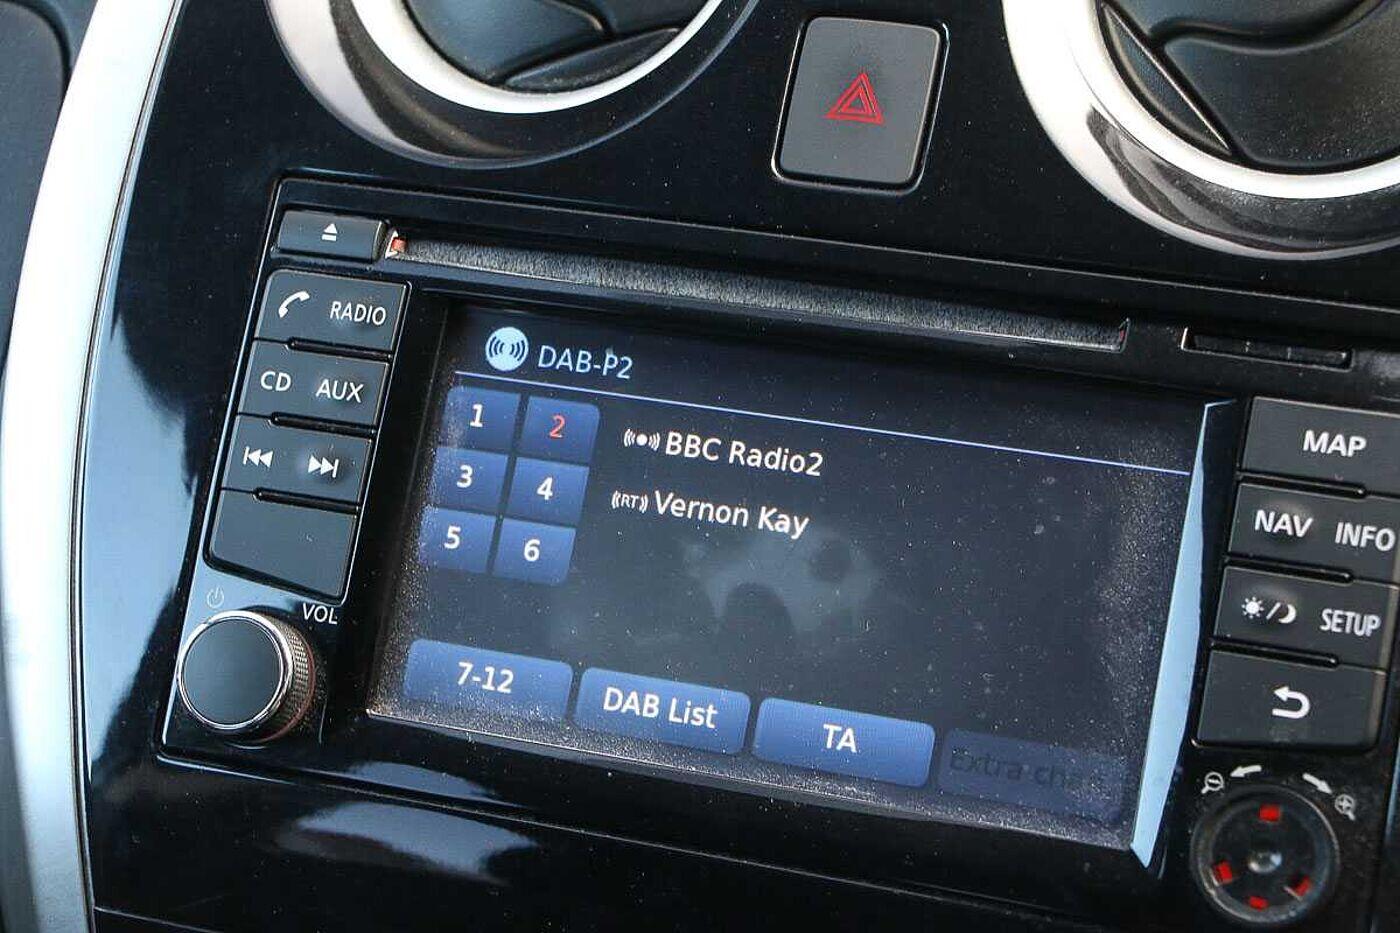 RADIO
CD AUX
VOL
DAB-P2
1 2
3 4
5 6
BBC Radio2
RT Vernon Kay
7-12 DAB List TA Extra
MAP
NAV INFO
SETUP